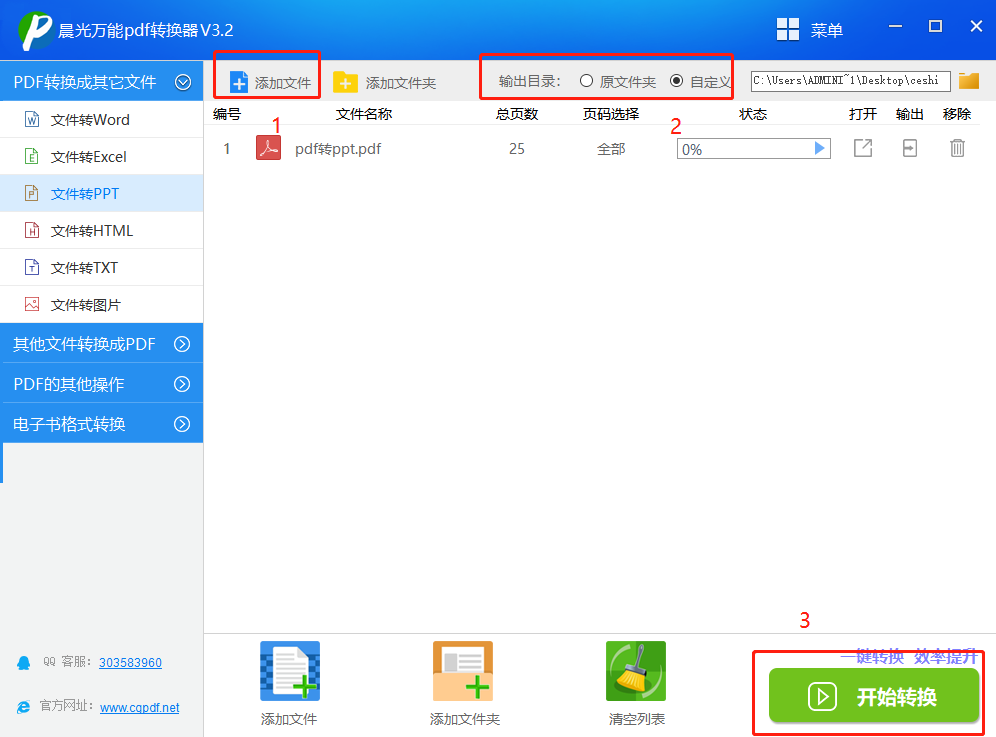 晨光万能pdf转换器V3.2 菜单
PDF转换成其它文件 添加文件 添加文件夹 输出目录: 原文件夹 自定义 C:\Users\ADMINI~1\Desktop\ceshi
编号 文件名称 总页数 页码选择 状态 打开 输出 移除
1 2
1 pdf转ppt.pdf 25 全部 0%
文件转Word
文件转Excel
文件转PPT
文件转HTML
文件转TXT
文件转图片
其他文件转换成PDF
PDF的其他操作
电子书格式转换
3
QQ 客服: 303583960
官方网址: www.cgpdf.net
添加文件 添加文件夹 清空列表
一键转换 效率提升
开始转换